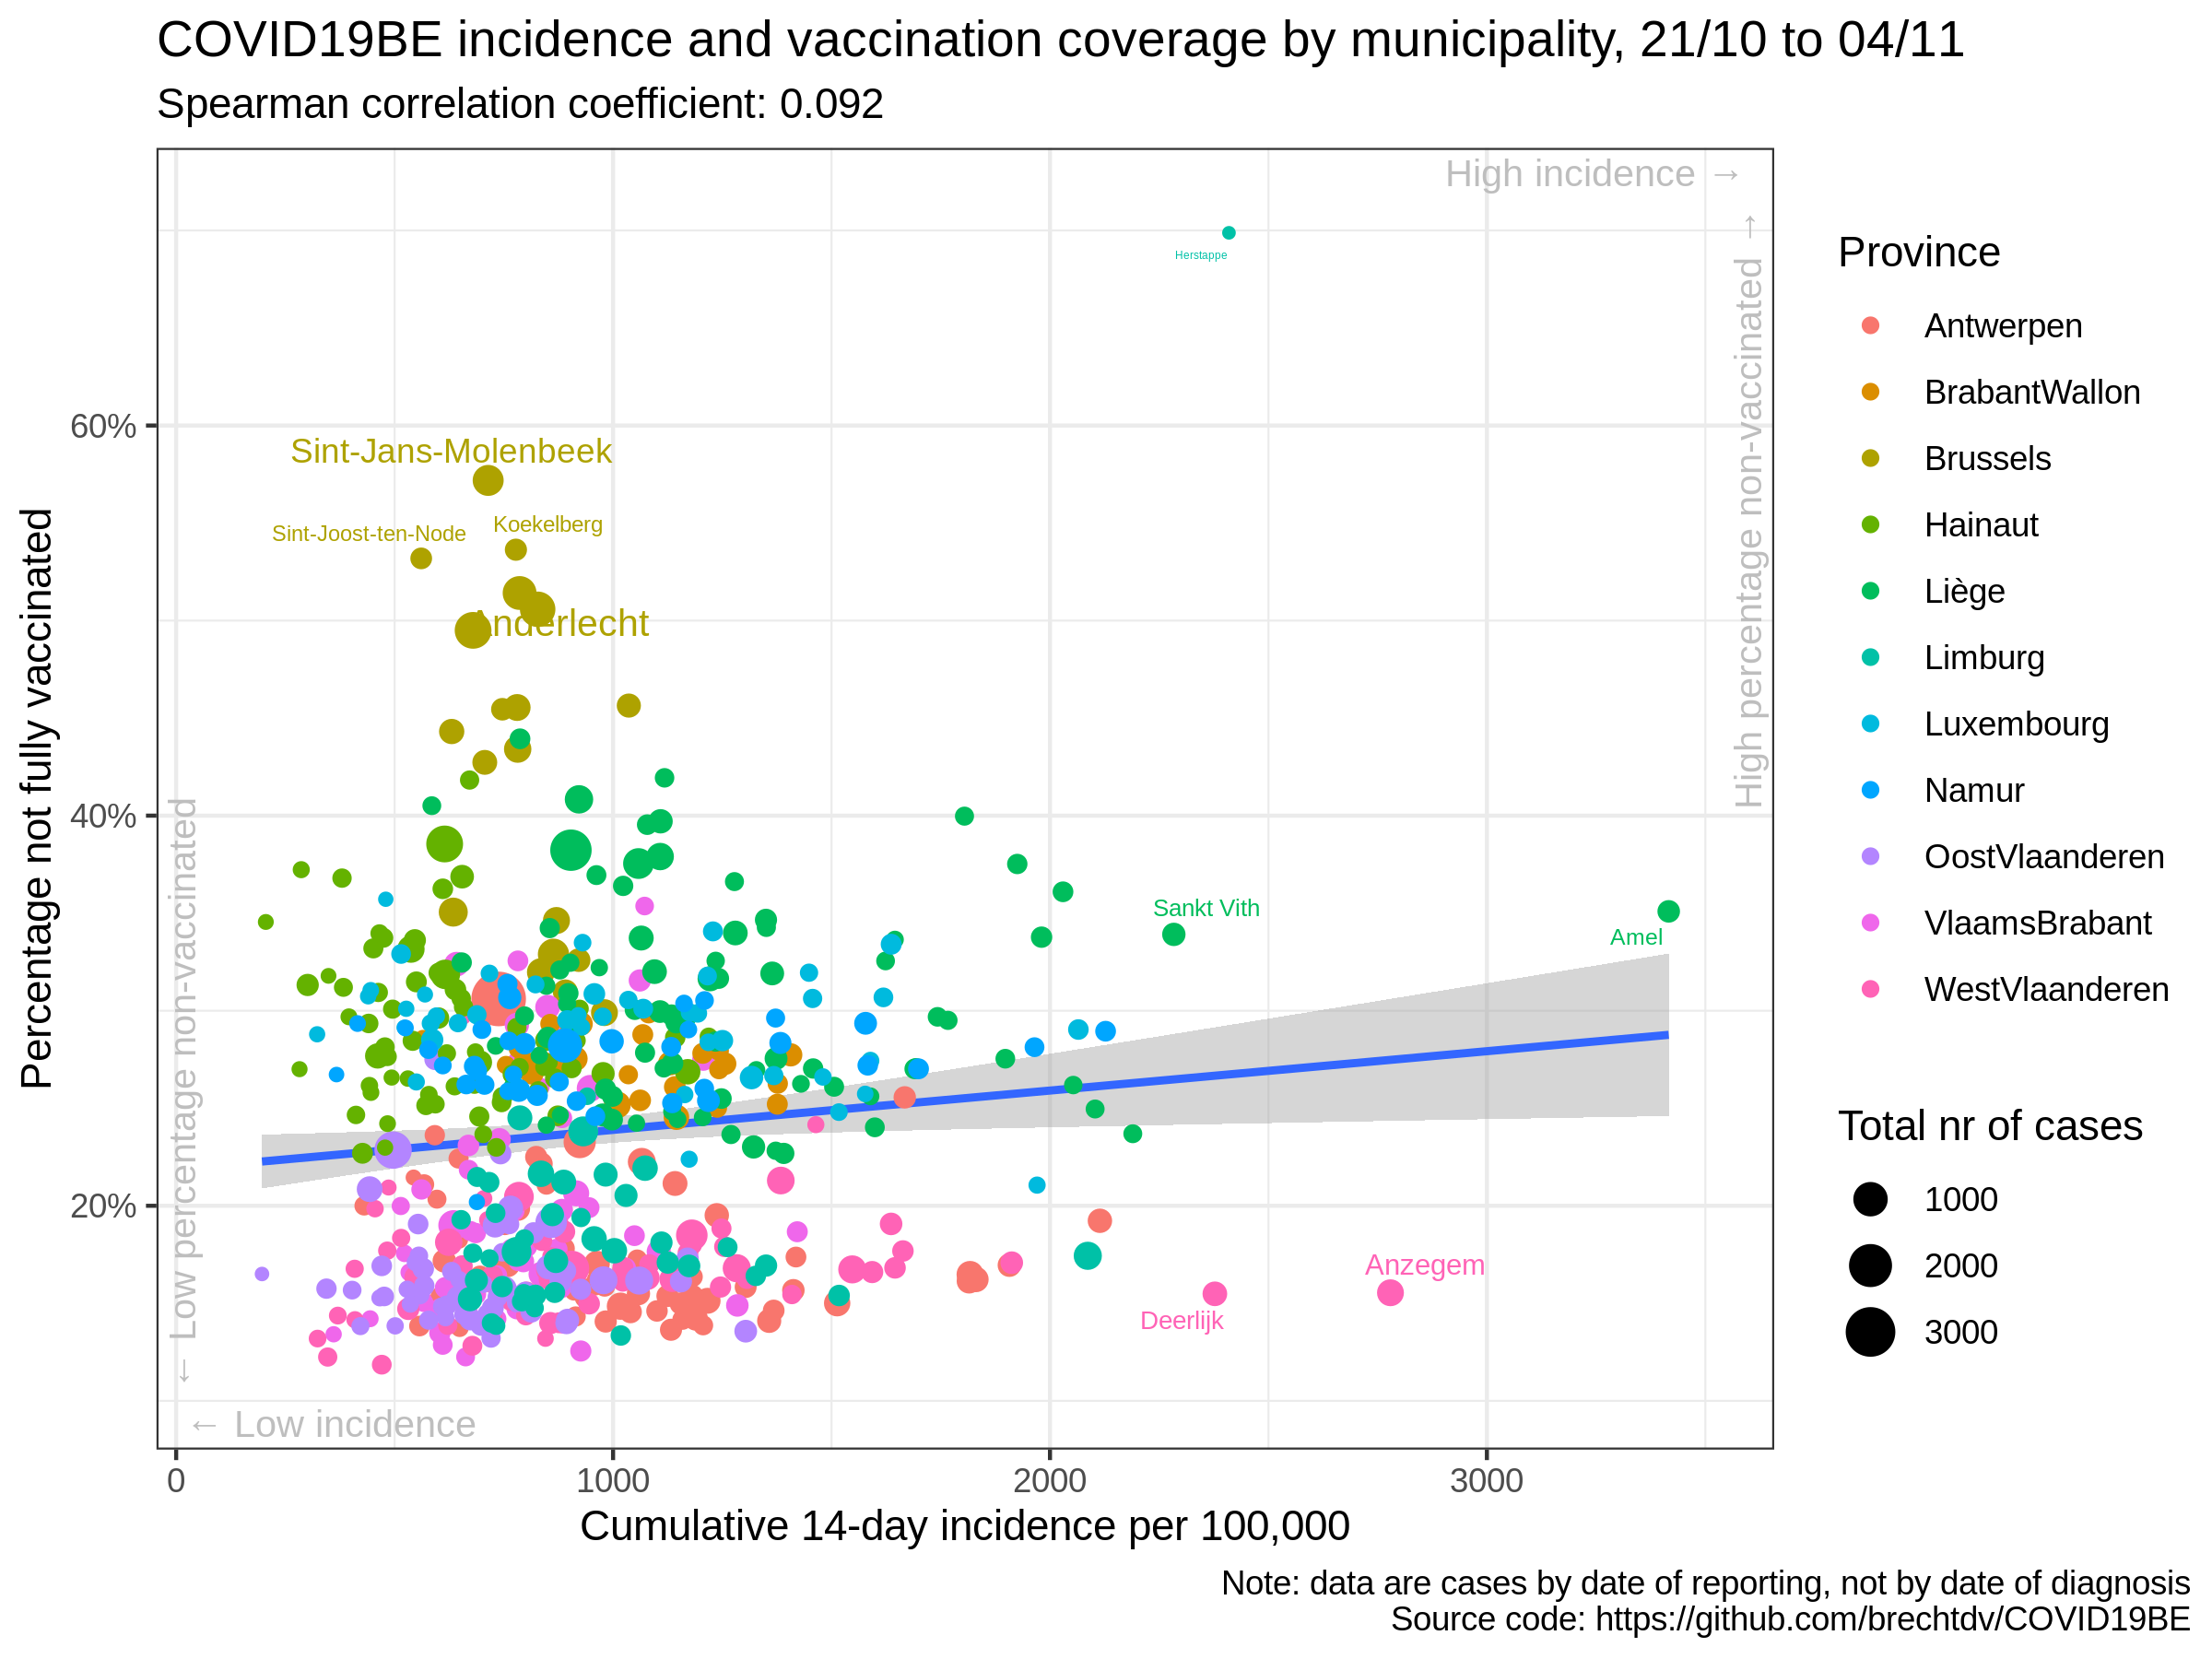 COVID19BE incidence and vaccination coverage by municipality, 21/10 to 04/11
Spearman correlation coefficient: 0.092
High incidence →
High percentage non-vaccinated →
Herstappe
Sint-Jans-Molenbeek
Sint-Joost-ten-Node
Koekelberg
Anderlecht
Sankt Vith
Amel
Anzegem
Deerlijk
← Low percentage non-vaccinated
← Low incidence
Percentage not fully vaccinated
60%
40%
20%
0
1000
2000
3000
Cumulative 14-day incidence per 100,000
Province
Antwerpen
BrabantWallon
Brussels
Hainaut
Liège
Limburg
Luxembourg
Namur
OostVlaanderen
VlaamsBrabant
WestVlaanderen
Total nr of cases
1000
2000
3000
Note: data are cases by date of reporting, not by date of diagnosis
Source code: https://github.com/brechtdv/COVID19BE